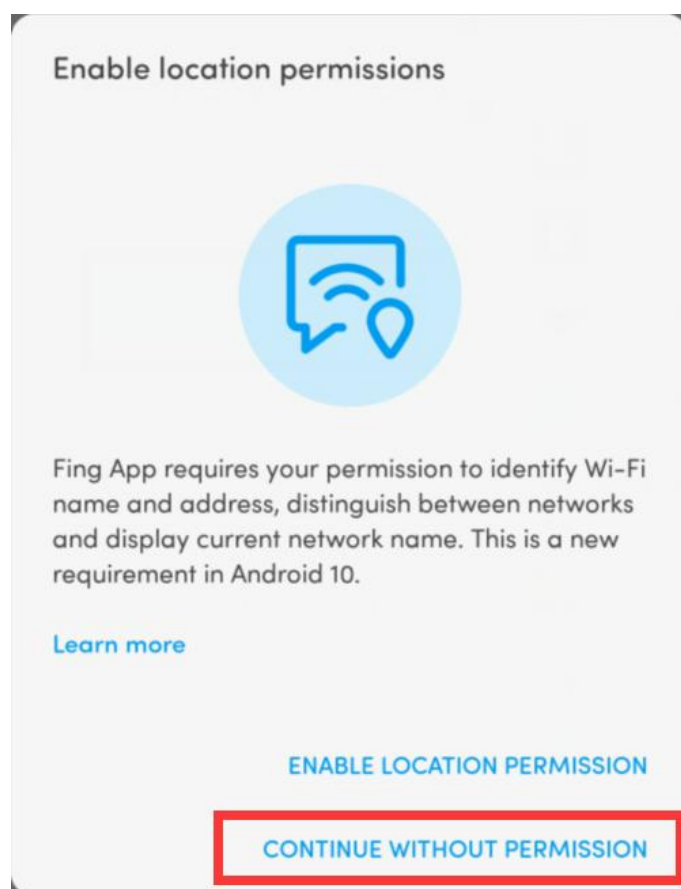 Enable location permissions
Fing App requires your permission to identify Wi-Fi
name and address, distinguish between networks
and display current network name. This is a new
requirement in Android 10.
Learn more
ENABLE LOCATION PERMISSION
CONTINUE WITHOUT PERMISSION